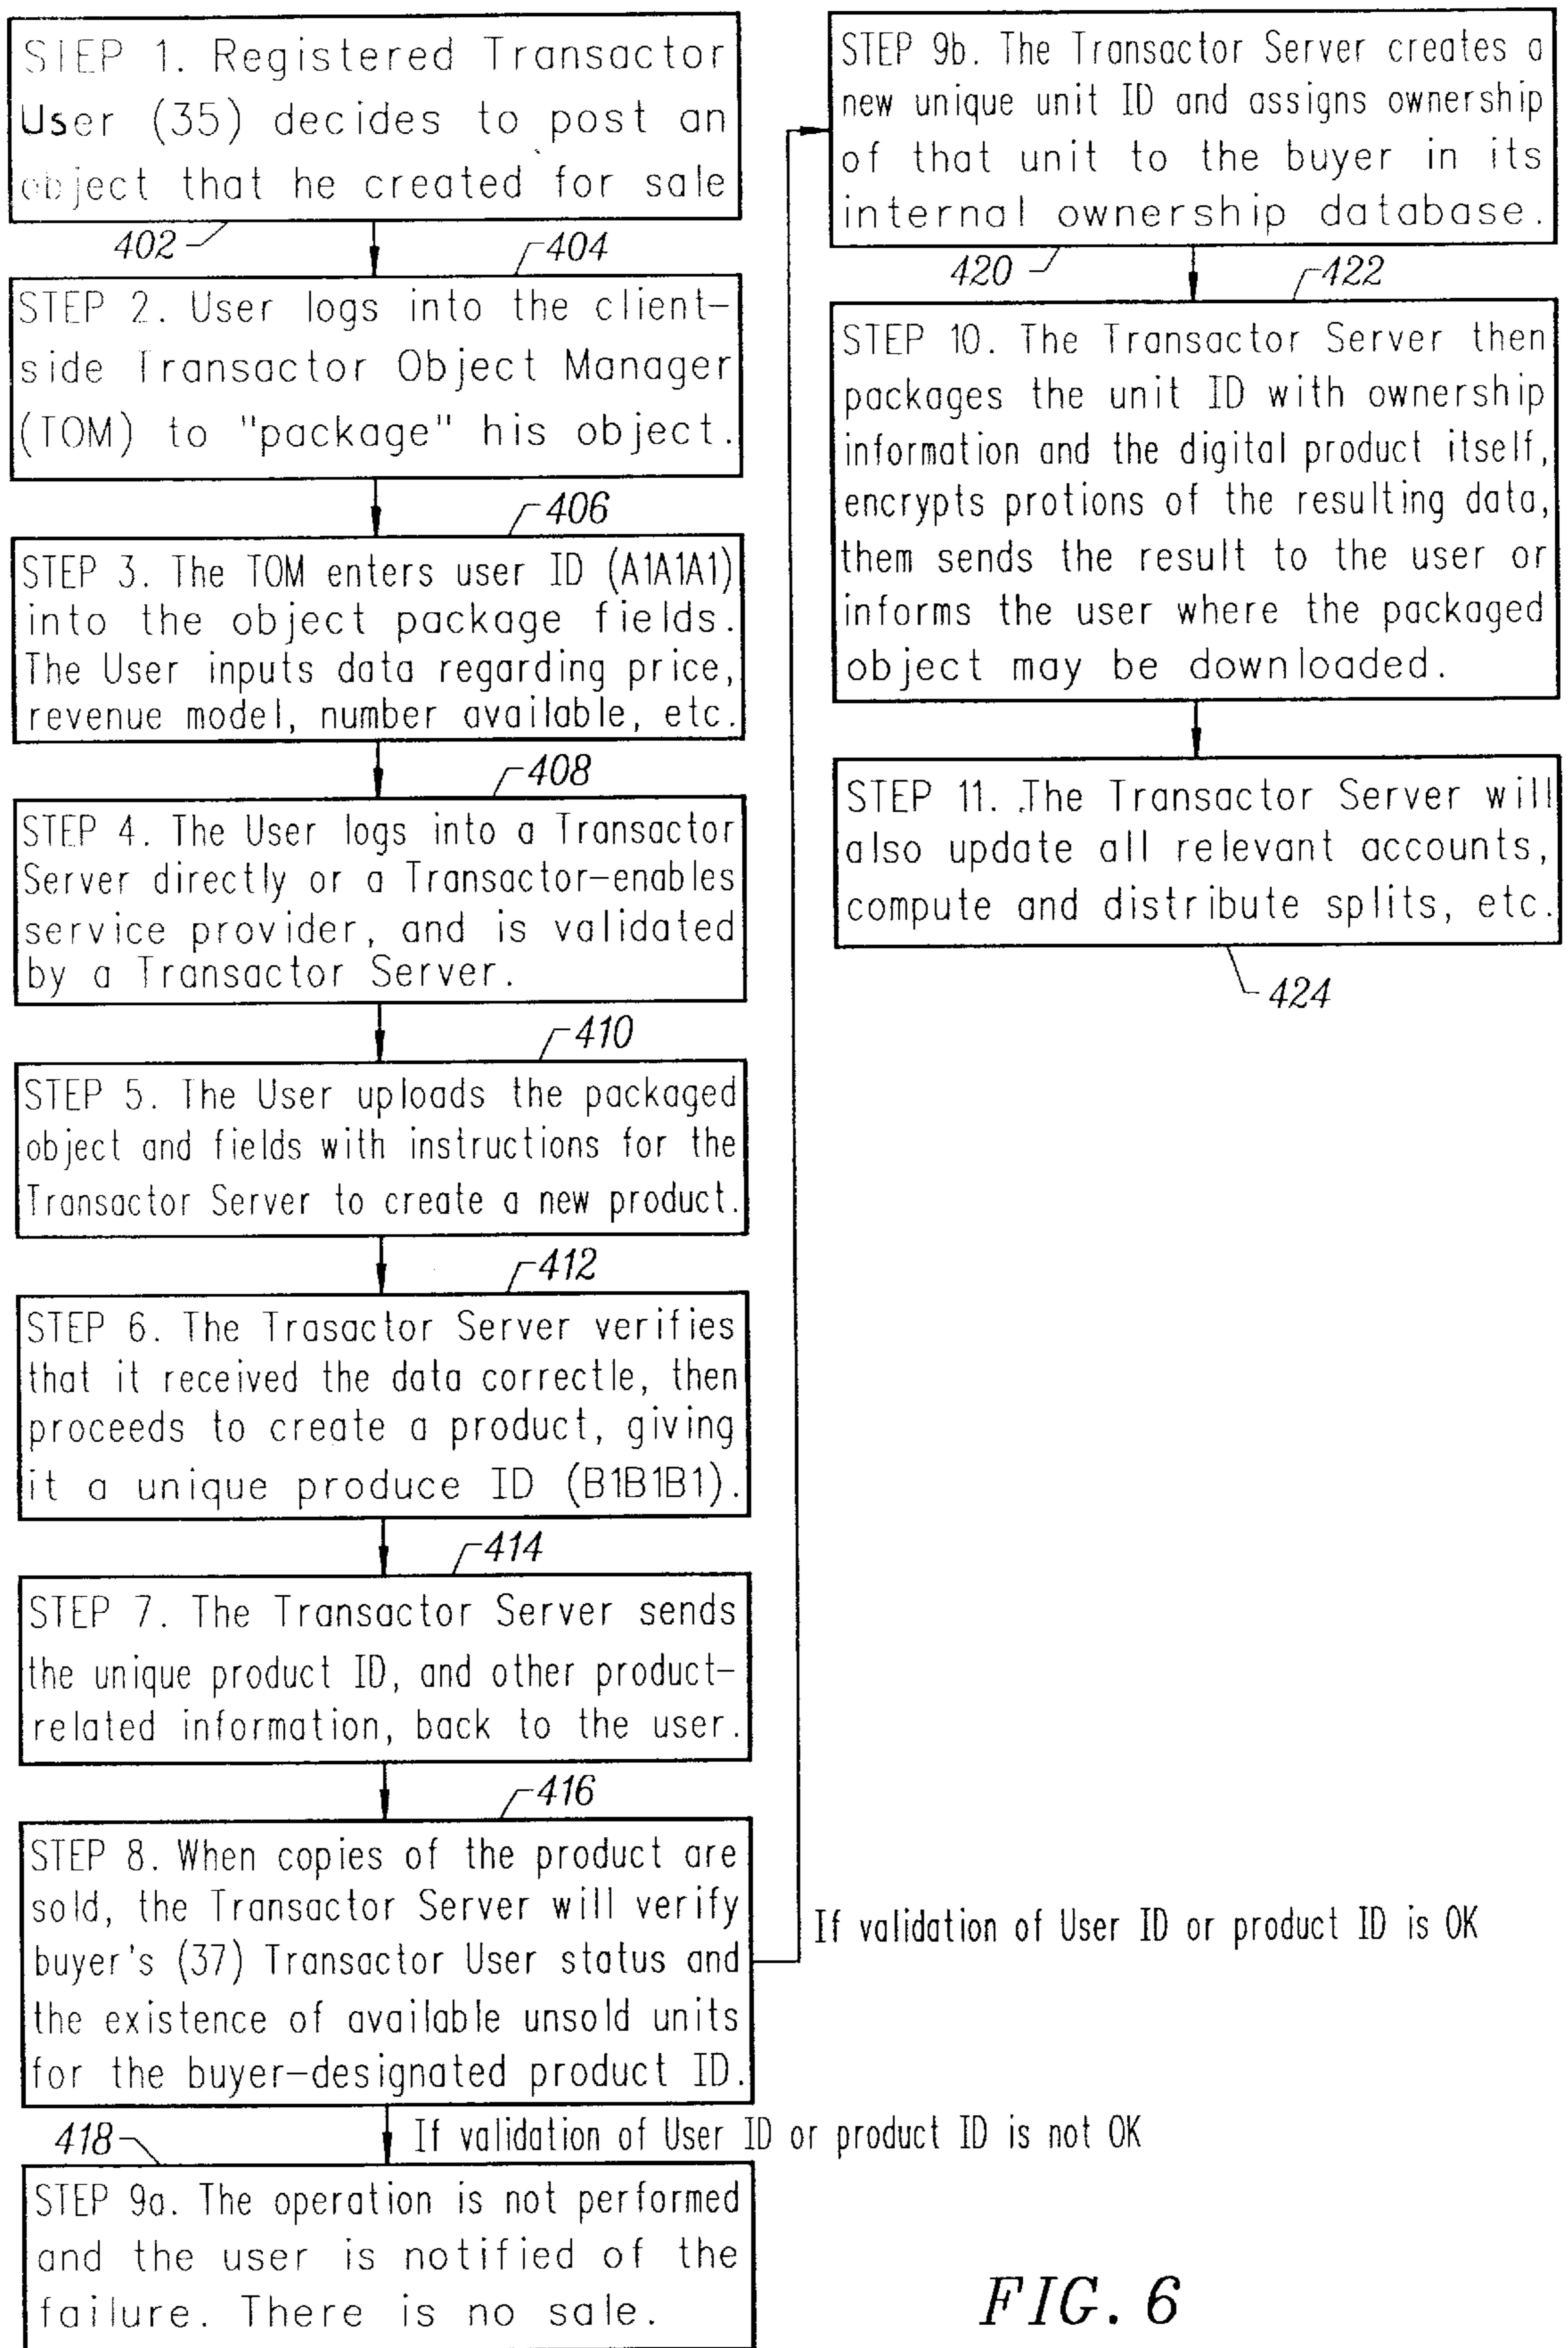 STEP 1. Registered Transactor
User (35) decides to post an
object that he created for sale
402
404
STEP 2. User logs into the client-
side Transactor Object Manager
(TOM) to "package" his object.
406
STEP 3. The TOM enters user ID (A1A1A1)
into the object package fields.
The User inputs data regarding price,
revenue model, number available, etc.
408
STEP 4. The User logs into a Transactor
Server directly or a Transactor-enables
service provider, and is validated
by a Transactor Server.
410
STEP 5. The User uploads the packaged
object and fields with instructions for the
Transactor Server to create a new product.
412
STEP 6. The Trasactor Server verifies
that it received the data correctle, then
proceeds to create a product, giving
it a unique produce ID (B1B1B1).
414
STEP 7. The Transactor Server sends
the unique product ID, and other product-
related information, back to the user.
416
STEP 8. When copies of the product are
sold, the Transactor Server will verify
buyer's (37) Transactor User status and
the existence of available unsold units
for the buyer-designated product ID.
If validation of User ID or product ID is OK
418
If validation of User ID or product ID is not OK
STEP 9a. The operation is not performed
and the user is notified of the
failure. There is no sale.
STEP 9b. The Transactor Server creates a
new unique unit ID and assigns ownership
of that unit to the buyer in its
internal ownership database.
420
422
STEP 10. The Transactor Server then
packages the unit ID with ownership
information and the digital product itself,
encrypts protions of the resulting data,
them sends the result to the user or
informs the user where the packaged
object may be downloaded.
STEP 11. The Transactor Server will
also update all relevant accounts,
compute and distribute splits, etc.
424
FIG. 6